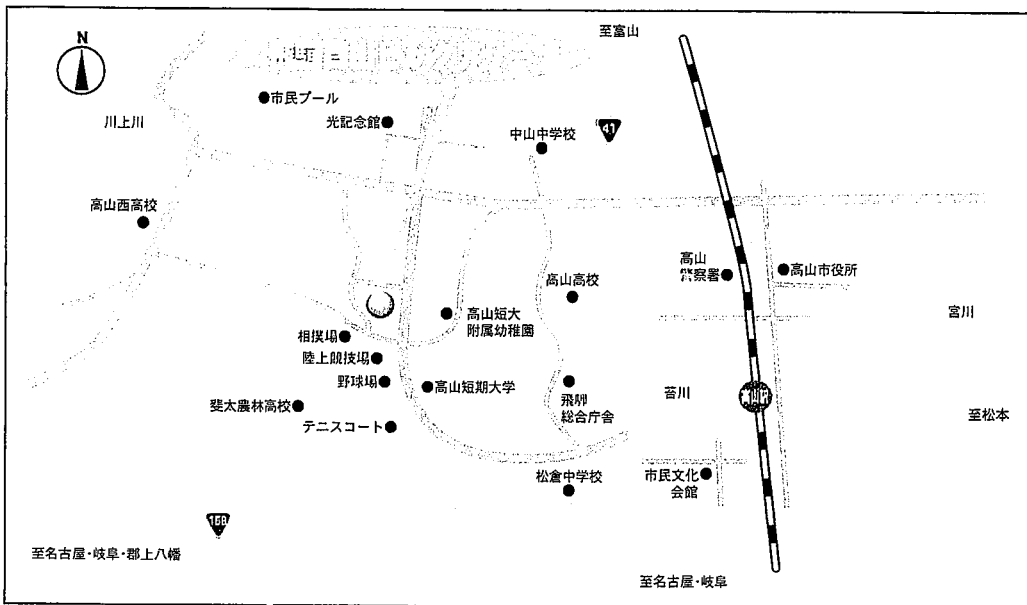 至富山
N
市民プール
川上川
光記念館
中山中学校
41
高山西高校
高山
警察署
高山市役所
高山高校
宮川
高山短大
附属幼稚園
相撲場
陸上競技場
野球場
高山短期大学
飛騨
総合庁舎
苔川
高山駅
斐太農林高校
テニスコート
至松本
松倉中学校
市民文化
会館
158
至名古屋・岐阜・郡上八幡
至名古屋・岐阜